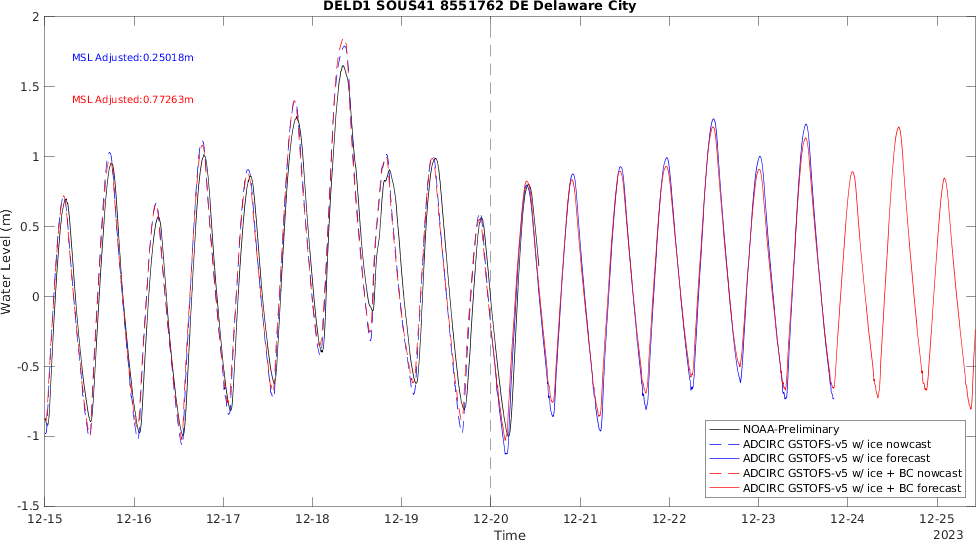 DELD1 SOUS41 8551762 DE Delaware City
2
MSL Adjusted:0.25018m
1.5
MSL Adjusted:0.77263m
1
0.5
Water Level (m)
0
-0.5
-1
NOAA-Preliminary
ADCIRC GSTOFS-v5 w/ ice nowcast
ADCIRC GSTOFS-v5 w/ ice forecast
ADCIRC GSTOFS-v5 w/ ice + BC nowcast
ADCIRC GSTOFS-v5 w/ ice + BC forecast
-1.5
12-15 12-16 12-17 12-18 12-19 12-20 12-21 12-22 12-23 12-24 12-25
Time
2023